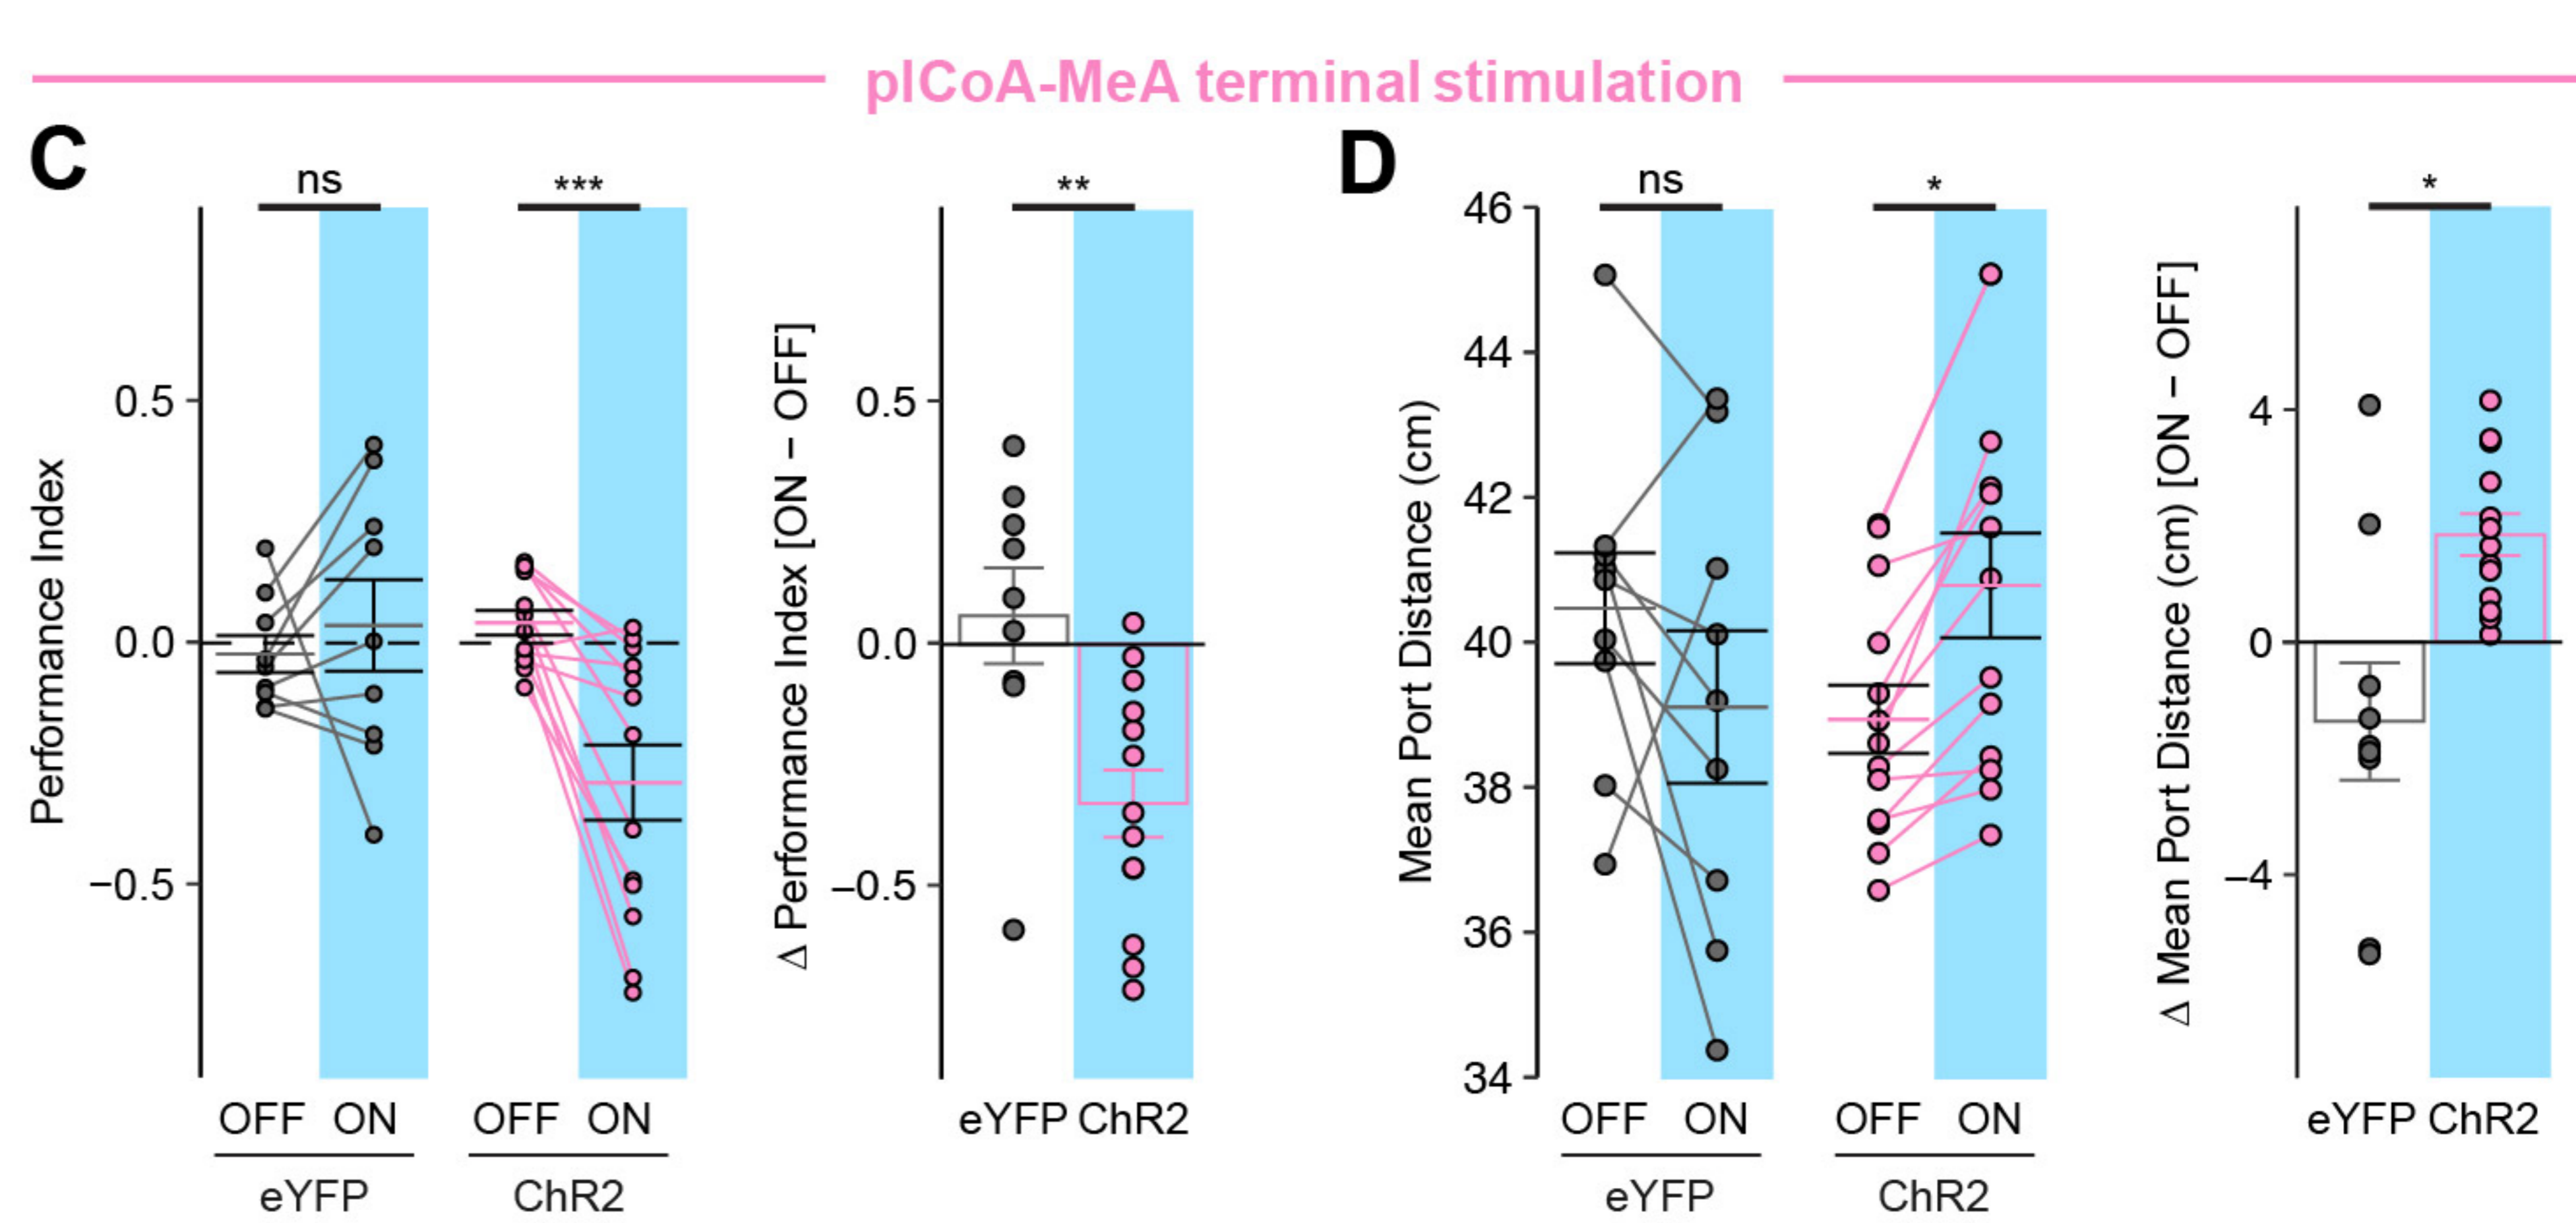 plCoA-MeA terminal stimulation
C
ns
***
Performance Index
0.5
0.0
−0.5
OFF ON
eYFP
OFF ON
ChR2
**
Δ Performance Index [ON − OFF]
0.5
0.0
−0.5
eYFP ChR2
D
ns
*
Mean Port Distance (cm)
46
44
42
40
38
36
34
OFF ON
eYFP
OFF ON
ChR2
*
Δ Mean Port Distance (cm) [ON − OFF]
4
0
−4
eYFP ChR2